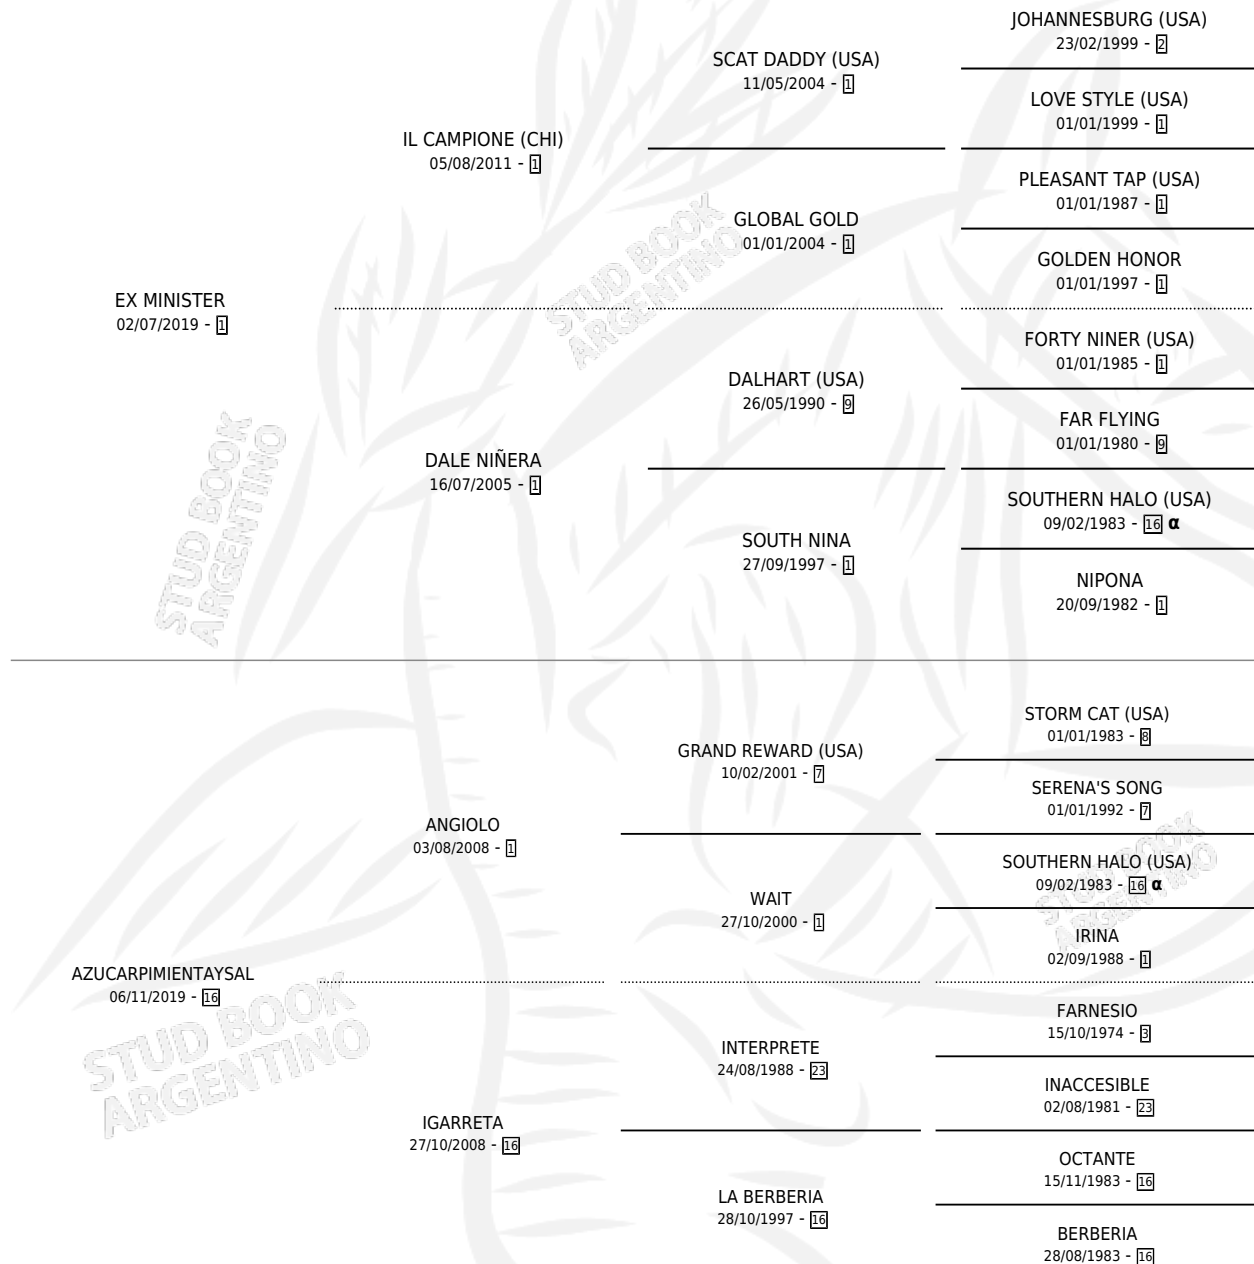 JOHANNESBURG (USA)
23/02/1999 - 2
SCAT DADDY (USA)
11/05/2004 - 1
LOVE STYLE (USA)
01/01/1999 - 1
IL CAMPIONE (CHI)
05/08/2011 - 1
PLEASANT TAP (USA)
01/01/1987 - 1
GLOBAL GOLD
01/01/2004 - 1
GOLDEN HONOR
01/01/1997 - 1
EX MINISTER
02/07/2019 - 1
FORTY NINER (USA)
01/01/1985 - 1
DALHART (USA)
26/05/1990 - 9
FAR FLYING
01/01/1980 - 9
DALE NIÑERA
16/07/2005 - 1
SOUTHERN HALO (USA)
09/02/1983 - 16 α
SOUTH NINA
27/09/1997 - 1
NIPONA
20/09/1982 - 1
STORM CAT (USA)
01/01/1983 - 8
GRAND REWARD (USA)
10/02/2001 - 7
SERENA'S SONG
01/01/1992 - 7
ANGIOLO
03/08/2008 - 1
SOUTHERN HALO (USA)
09/02/1983 - 16 α
WAIT
27/10/2000 - 1
IRINA
02/09/1988 - 1
AZUCARPIMIENTAYSAL
06/11/2019 - 16
FARNESIO
15/10/1974 - 3
INTERPRETE
24/08/1988 - 23
INACCESIBLE
02/08/1981 - 23
IGARRETA
27/10/2008 - 16
OCTANTE
15/11/1983 - 16
LA BERBERIA
28/10/1997 - 16
BERBERIA
28/08/1983 - 16
STUD BOOK
ARGENTINO
STUD BOOK
ARGENTINO
STUD BOOK
ARGENTINO
STUD BOOK
ARGENTINO